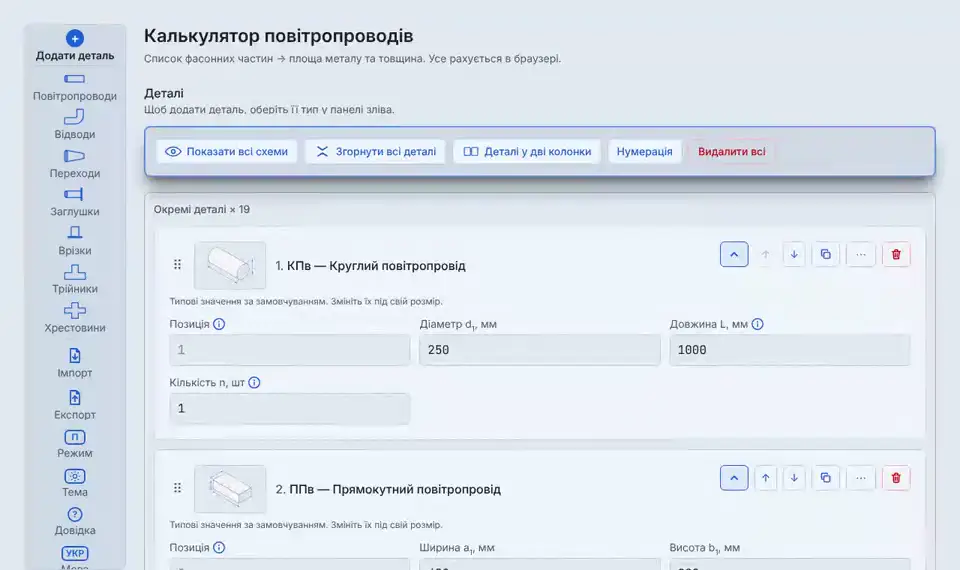 Додати деталь
Повітропроводи
Відводи
Переходи
Заглушки
Врізки
Трійники
Хрестовини
Імпорт
Експорт
П
Режим
Тема
?
Довідка
УКР
Мова
Калькулятор повітропроводів
Список фасонних частин → площа металу та товщина. Усе рахується в браузері.
Деталі
Щоб додати деталь, оберіть її тип у панелі зліва.
Показати всі схеми Згорнути всі деталі Деталі у дві колонки Нумерація Видалити всі
Окремі деталі × 19
1. КПв — Круглий повітропровід
Типові значення за замовчуванням. Змініть їх під свій розмір.
Позиція Діаметр d₁, мм Довжина L, мм
1 250 1000
Кількість n, шт
1
2. ППв — Прямокутний повітропровід
Типові значення за замовчуванням. Змініть їх під свій розмір.
Позиція Ширина a₁, мм Висота b₁, мм